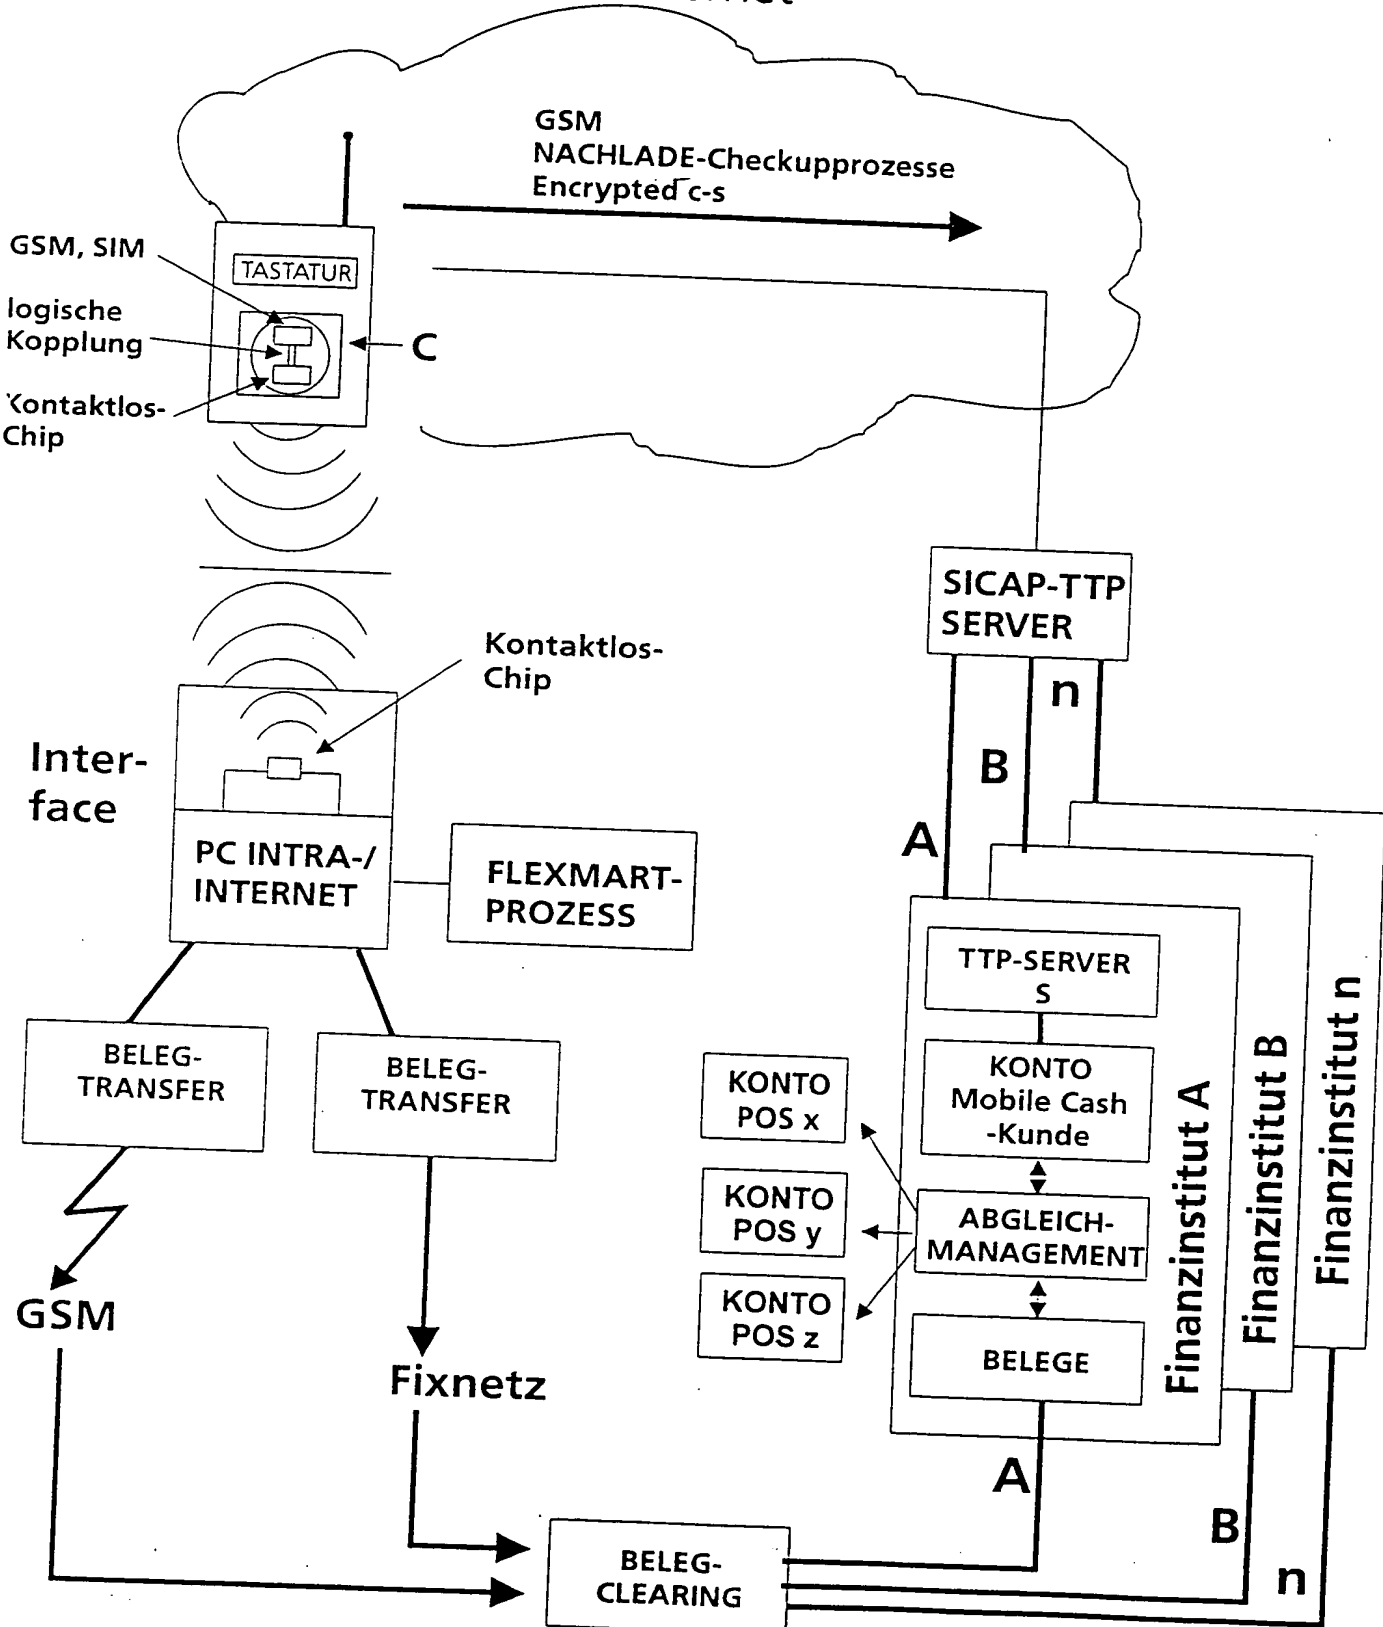 GSM
NACHLADE-Checkupprozesse
Encrypted c-s
GSM, SIM
TASTATUR
logische
Kopplung
C
Kontaktlos-
Chip
SICAP-TTP
SERVER
Kontaktlos-
Chip
n
Inter-
face
B
A
PC INTRA-/
INTERNET
FLEXMART-
PROZESS
TTP-SERVER
S
BELEG-
TRANSFER
BELEG-
TRANSFER
KONTO
POS x
KONTO
Mobile Cash
-Kunde
KONTO
POS y
ABGLEICH-
MANAGEMENT
KONTO
POS z
BELEGE
Finanzinstitut A
Finanzinstitut B
Finanzinstitut n
GSM
Fixnetz
A
B
n
BELEG-
CLEARING